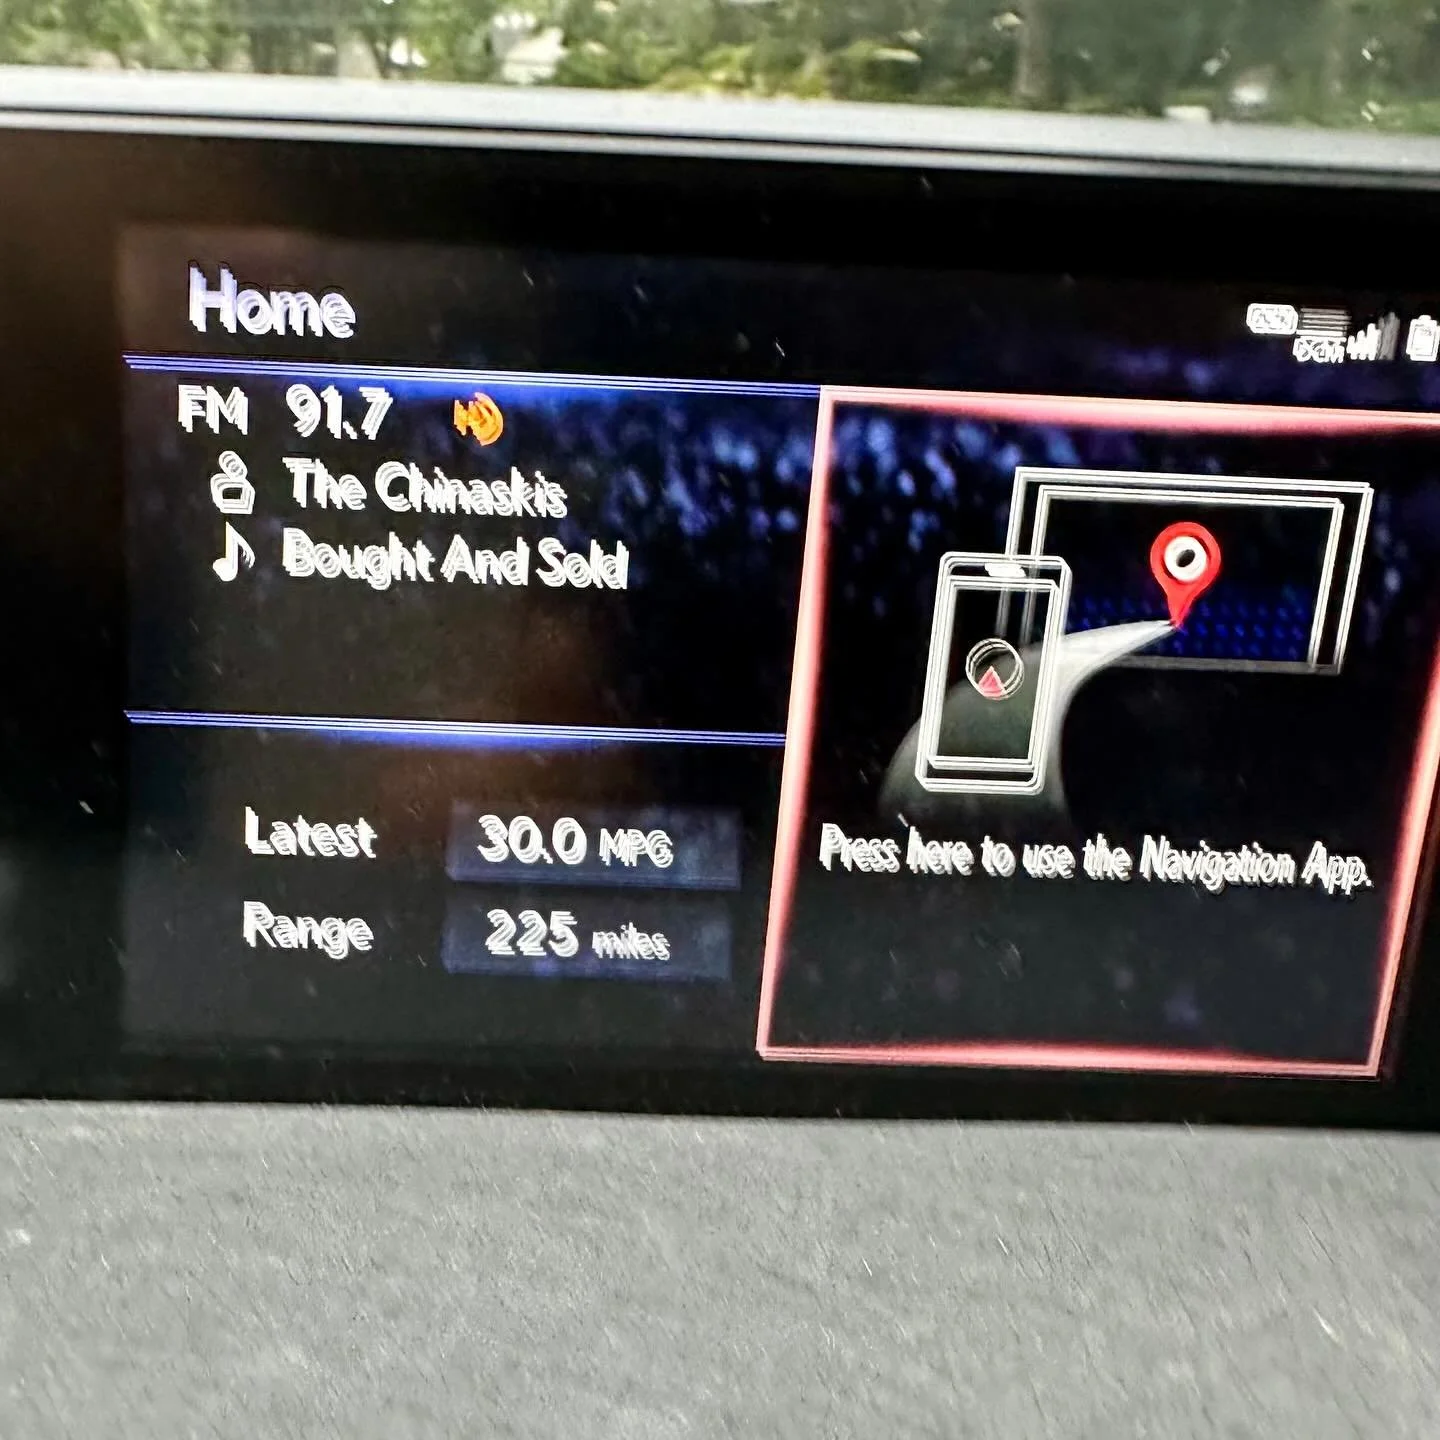 Home
DCM
FM 91.7
The Chinaskis
Bought And Sold
Latest 30.0 MPG
Range 225 miles
Press here to use the Navigation App.